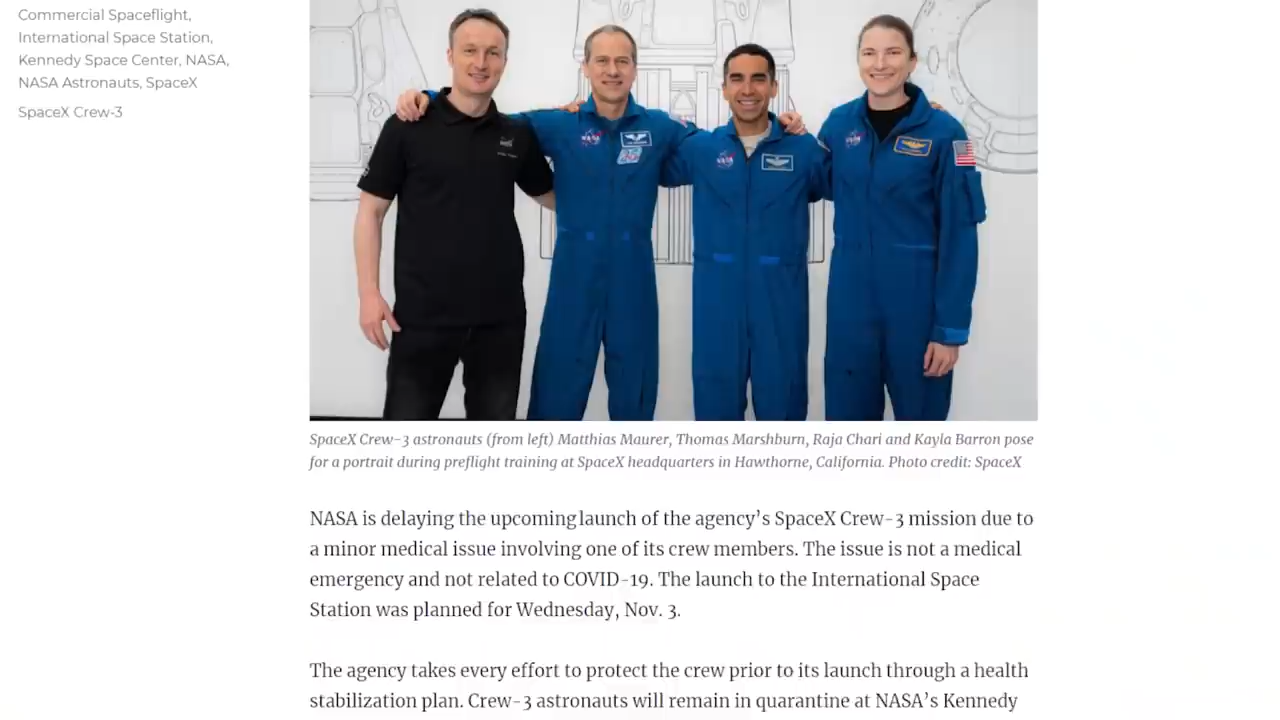 Commercial Spaceflight,
International Space Station,
Kennedy Space Center, NASA,
NASA Astronauts, SpaceX
SpaceX Crew-3
NASA
NASA
NASA
SpaceX Crew-3 astronauts (from left) Matthias Maurer, Thomas Marshburn, Raja Chari and Kayla Barron pose
for a portrait during preflight training at SpaceX headquarters in Hawthorne, California. Photo credit: SpaceX
NASA is delaying the upcoming launch of the agency’s SpaceX Crew-3 mission due to
a minor medical issue involving one of its crew members. The issue is not a medical
emergency and not related to COVID-19. The launch to the International Space
Station was planned for Wednesday, Nov. 3.
The agency takes every effort to protect the crew prior to its launch through a health
stabilization plan. Crew-3 astronauts will remain in quarantine at NASA’s Kennedy